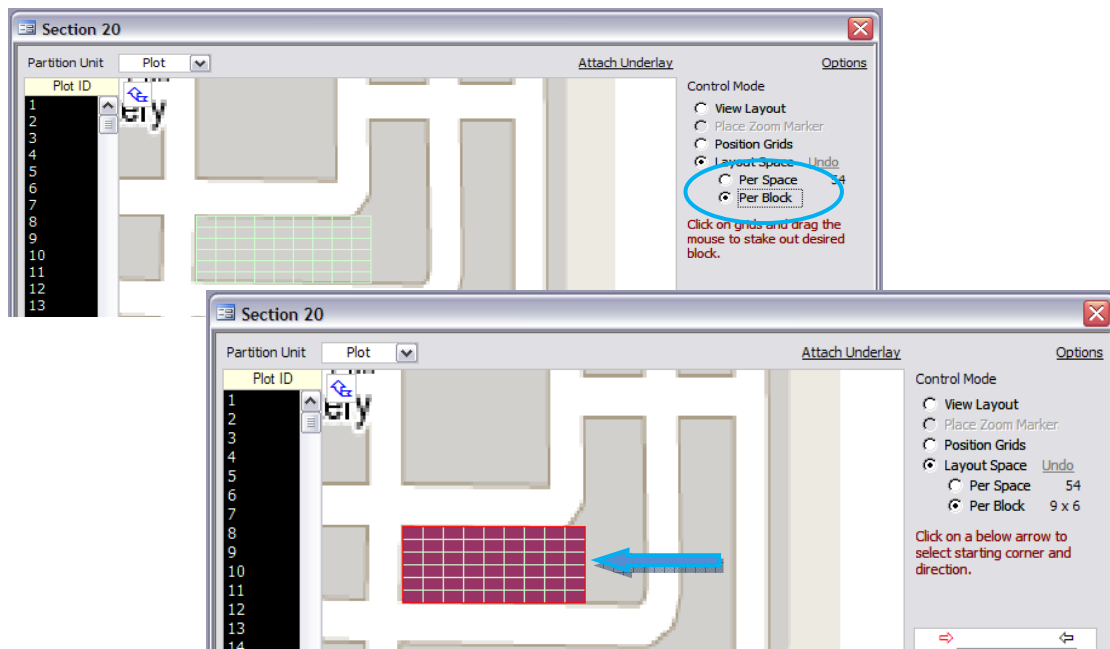 Section 20
Partition Unit Plot Attach Underlay Options
Plot ID
1
2
3
4
5
6
7
8
9
10
11
12
13
ery
Control Mode
View Layout
Place Zoom Marker
Position Grids
Layout Space Undo
Per Space 54
Per Block
Click on grids and drag the
mouse to stake out desired
block.
Section 20
Partition Unit Plot Attach Underlay Options
Plot ID
1
2
3
4
5
6
7
8
9
10
11
12
13
14
ery
Control Mode
View Layout
Place Zoom Marker
Position Grids
Layout Space Undo
Per Space 54
Per Block 9 x 6
Click on a below arrow to
select starting corner and
direction.